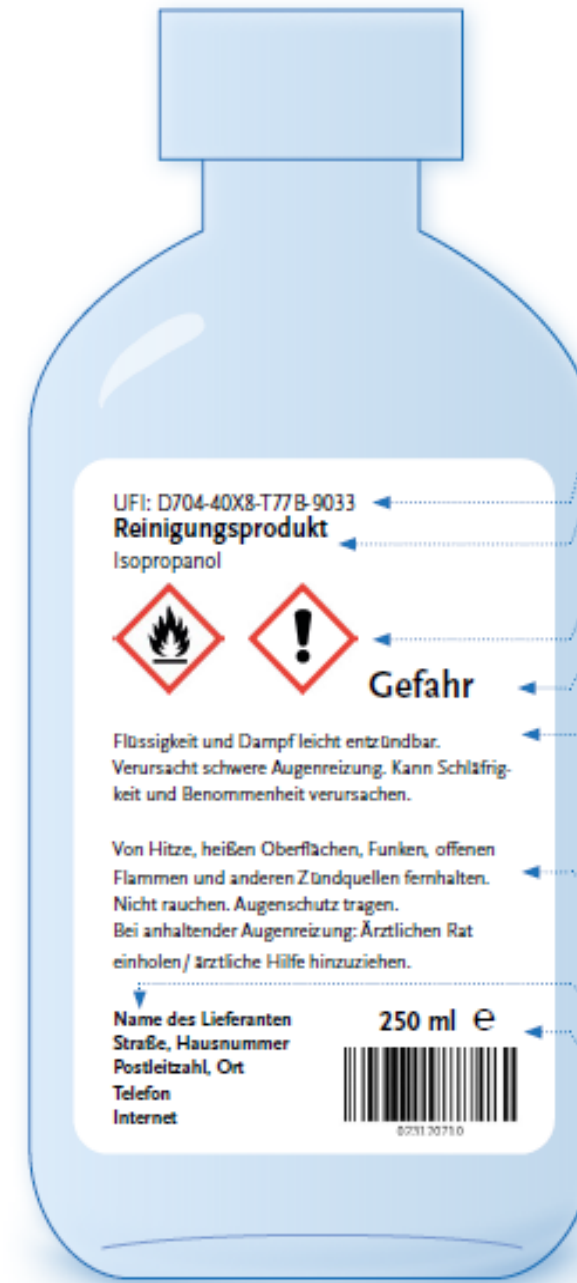 UFI: D704-40X8-T77B-9033
Reinigungsprodukt
Isopropanol
Gefahr
Flüssigkeit und Dampf leicht entzündbar.
Verursacht schwere Augenreizung. Kann Schläfrig-
keit und Benommenheit verursachen.
Von Hitze, heißen Oberflächen, Funken, offenen
Flammen und anderen Zündquellen fernhalten.
Nicht rauchen. Augenschutz tragen.
Bei anhaltender Augenreizung: Ärztlichen Rat
einholen / ärztliche Hilfe hinzuziehen.
Name des Lieferanten
Straße, Hausnummer
Postleitzahl, Ort
Telefon
Internet
250 ml ℮
023120710